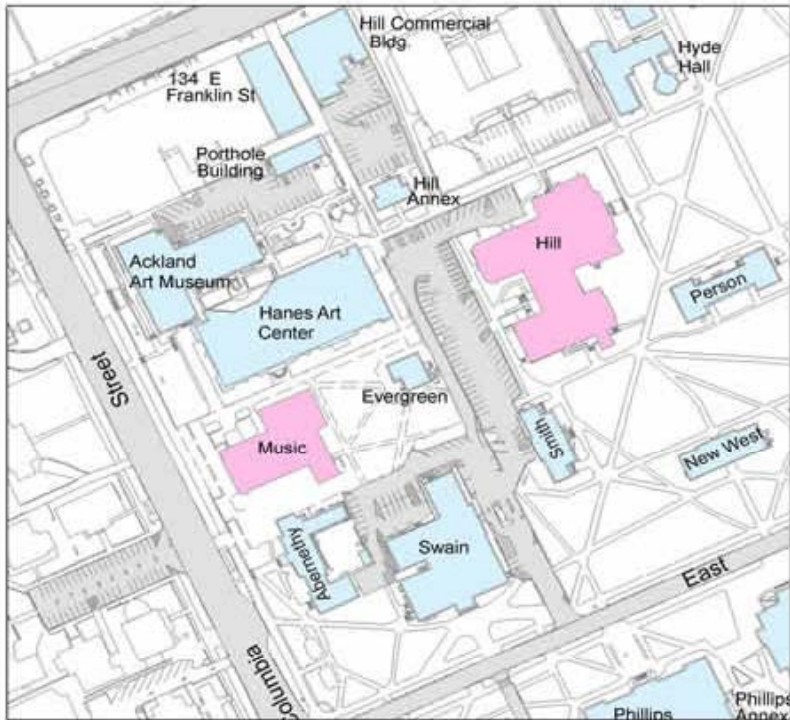 Hill Commercial
Bldg.
Hyde
Hall
134 E
Franklin St
Porthole
Building
Hill
Annex
Hill
Ackland
Art Museum
Person
Hanes Art
Center
Street
Evergreen
Smith
Music
New West
Abernethy
Swain
East
Columbia
Phillips
Phillips
Annex